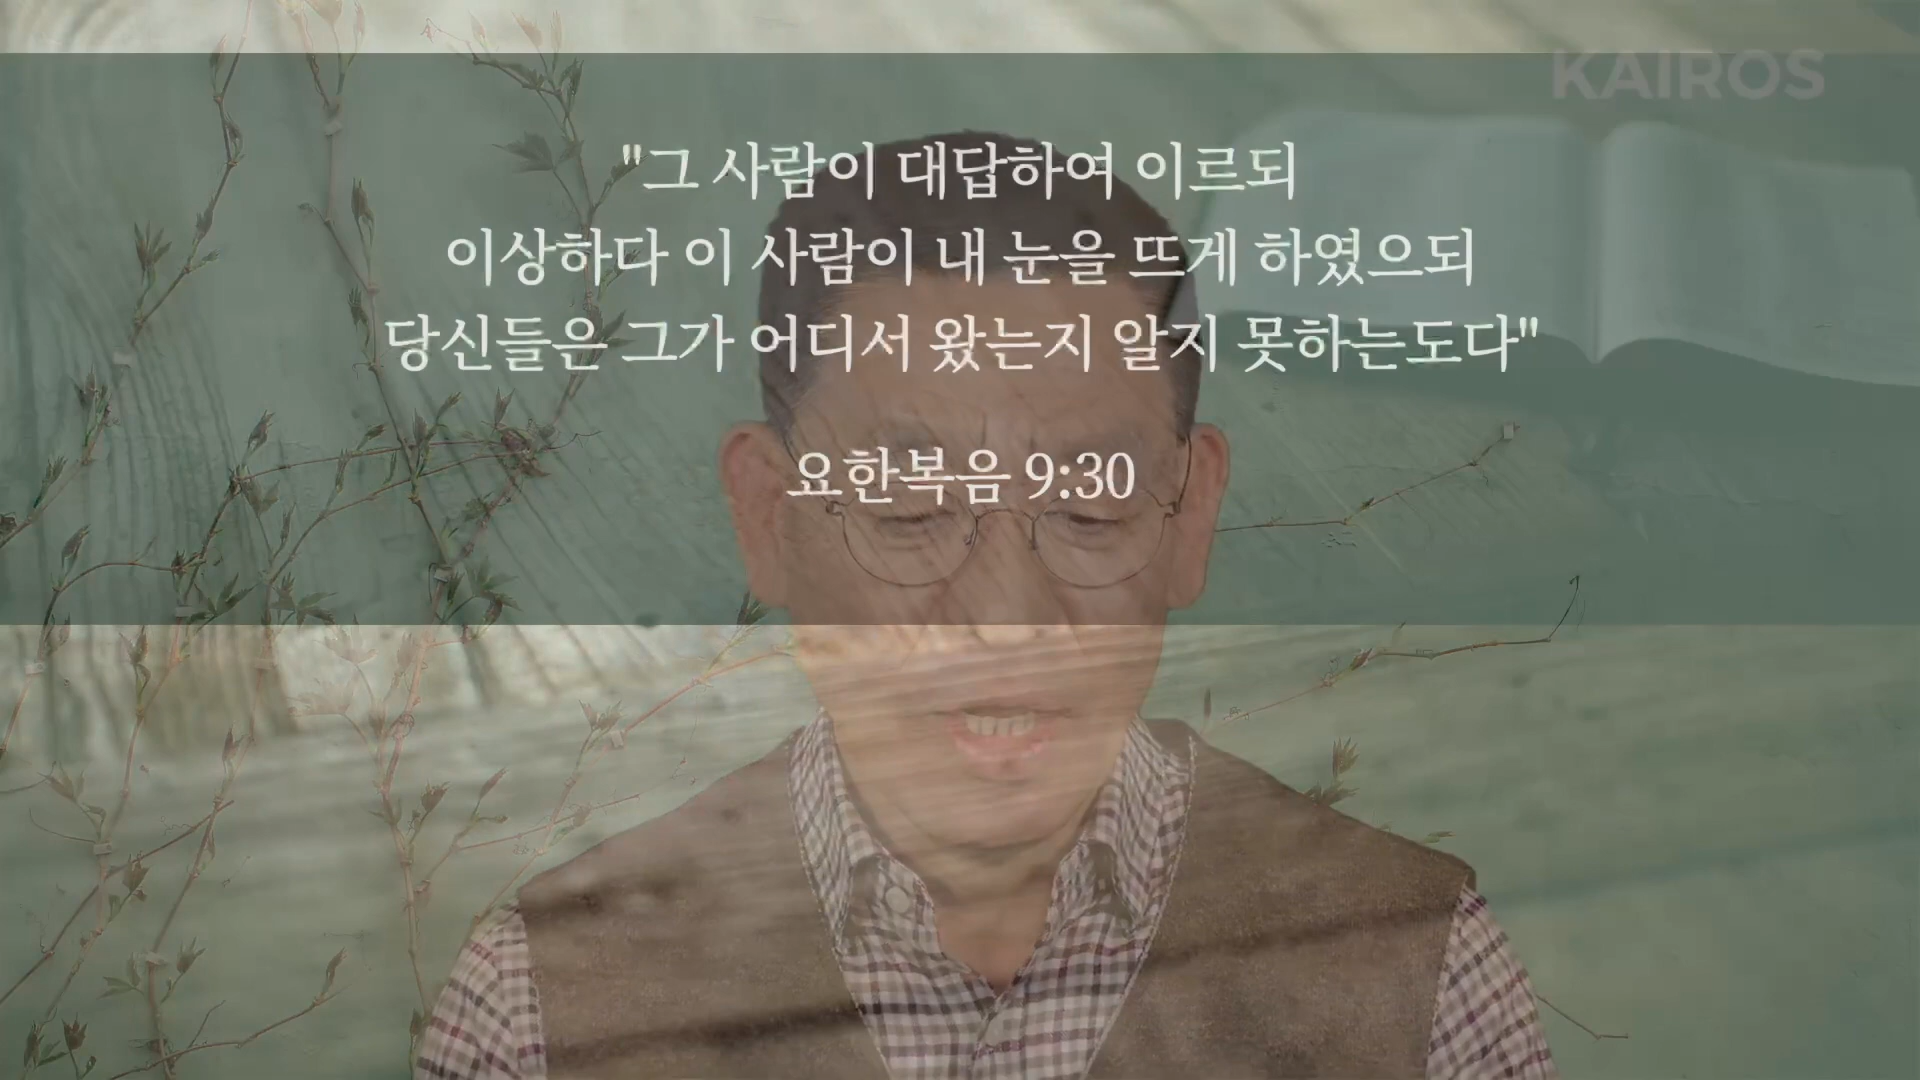 KAIROS
"그 사람이 대답하여 이르되
이상하다 이 사람이 내 눈을 뜨게 하였으되
당신들은 그가 어디서 왔는지 알지 못하는도다"
요한복음 9:30